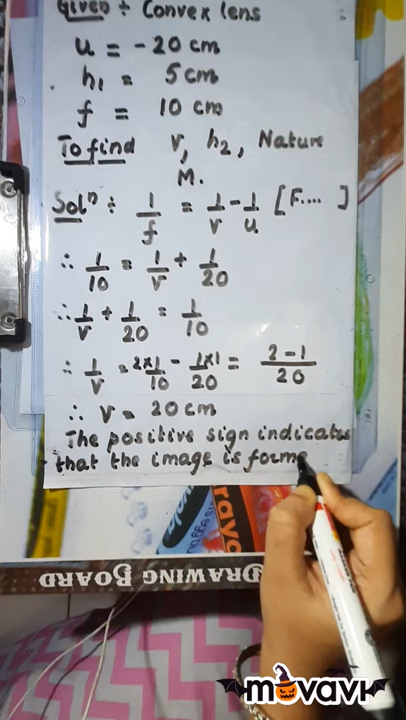 Given ÷ Convex lens
u = -20 cm
h₁ = 5cm
f = 10 cm
To find v, h₂, Nature
M.
Solⁿ ÷ 1/f = 1/v - 1/u [F.... ]
∴ 1/10 = 1/v + 1/20
∴ 1/v + 1/20 = 1/10
∴ 1/v = 2×1/10 - 1×1/20 = 2-1/20
∴ v = 20 cm
The positive sign indicates
that the image is forme
DRAWING BOARD
movavi